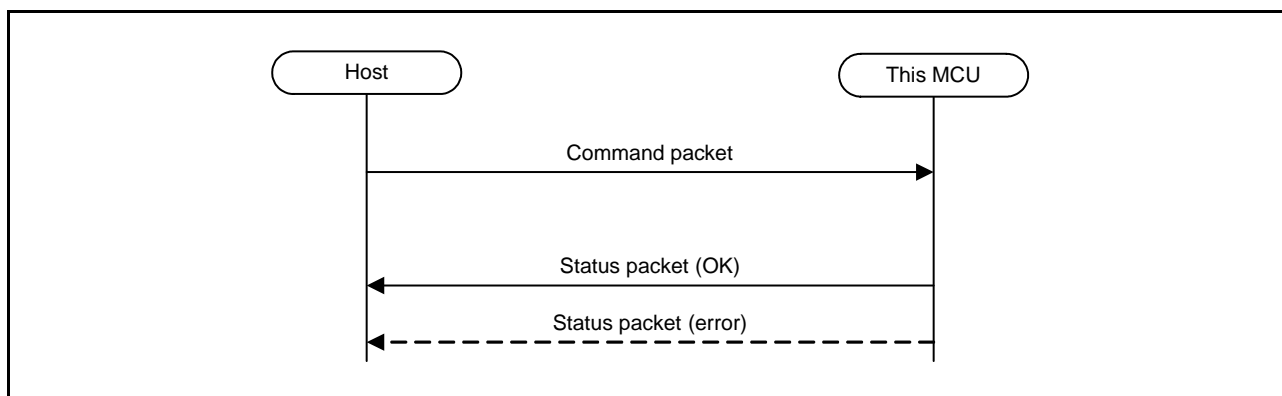 Host
This MCU
Command packet
Status packet (OK)
Status packet (error)